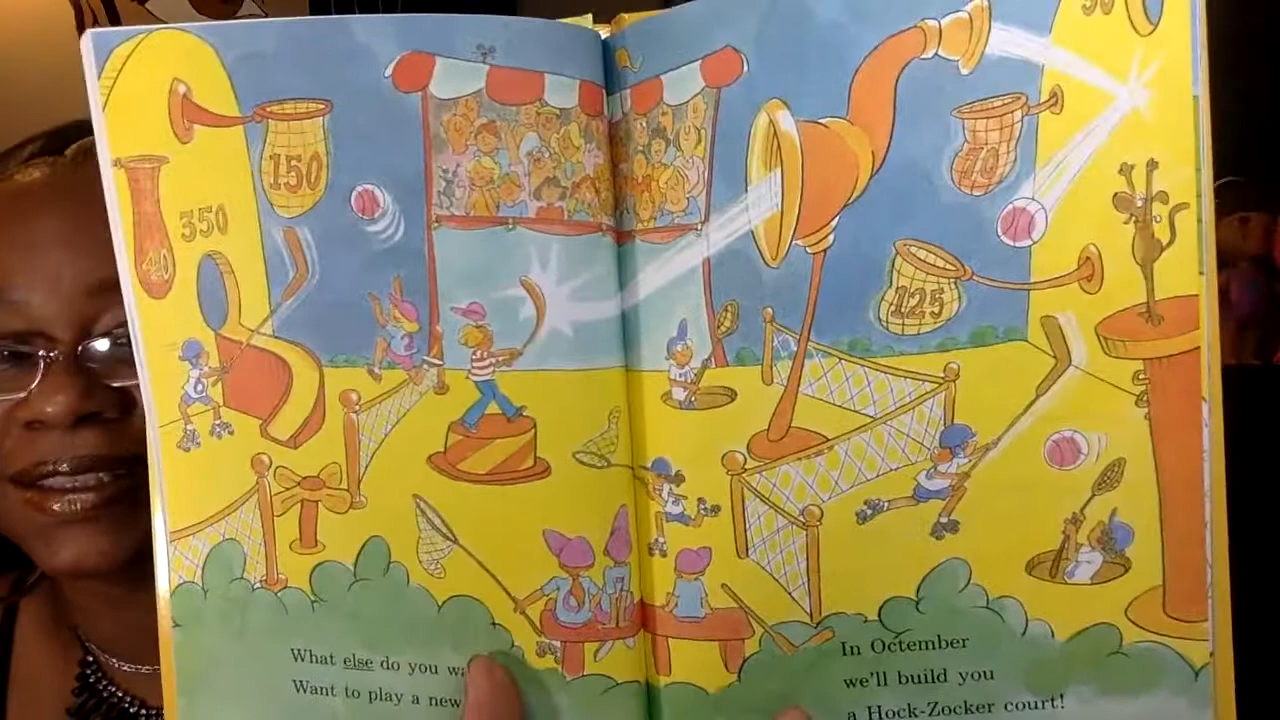 150
350
40
70
125
What else do you
Want to play a new
In Octember
we'll build you
a Hock-Zocker court!